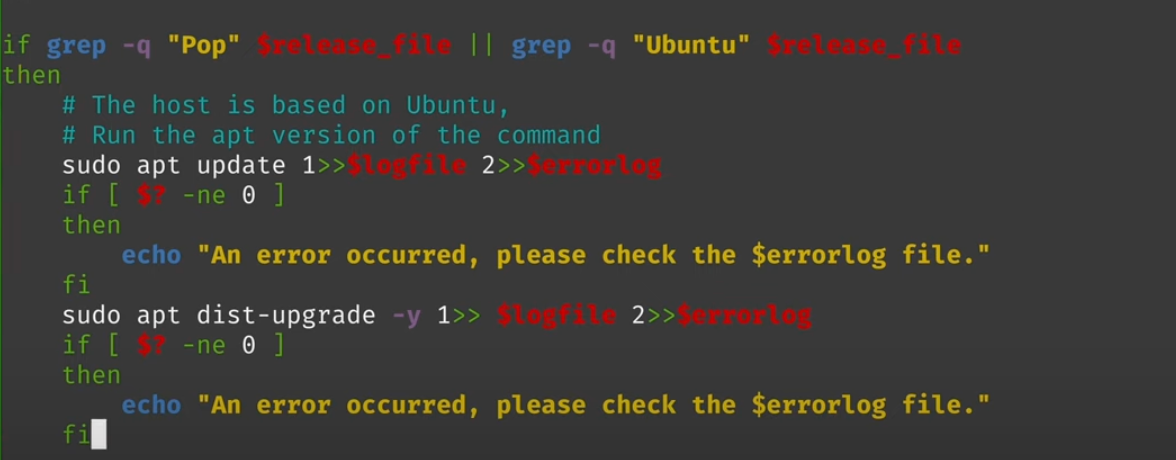 if grep -q "Pop" $release_file || grep -q "Ubuntu" $release_file
then
    # The host is based on Ubuntu,
    # Run the apt version of the command
    sudo apt update 1>>$logfile 2>>$errorlog
    if [ $? -ne 0 ]
    then
        echo "An error occurred, please check the $errorlog file."
    fi
    sudo apt dist-upgrade -y 1>> $logfile 2>>$errorlog
    if [ $? -ne 0 ]
    then
        echo "An error occurred, please check the $errorlog file."
    fi